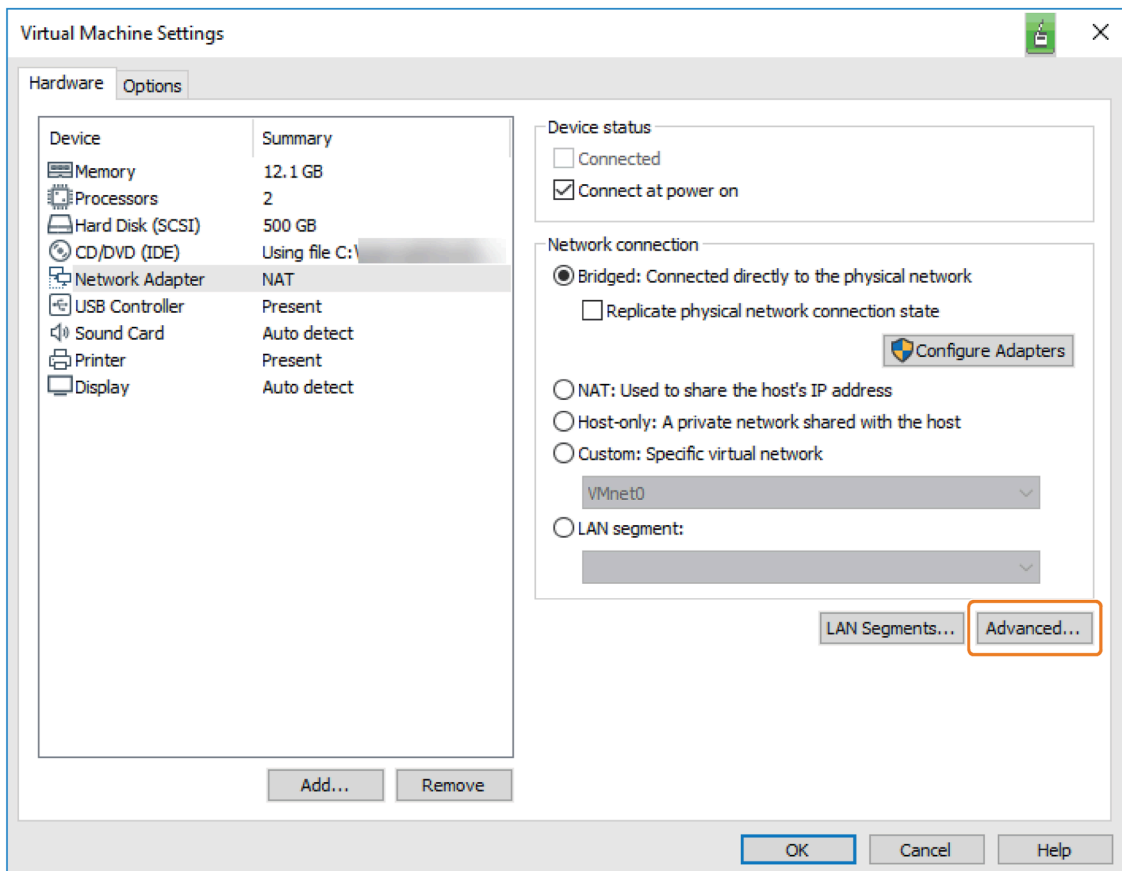 Virtual Machine Settings
Hardware
Options
Device Summary
Memory 12.1 GB
Processors 2
Hard Disk (SCSI) 500 GB
CD/DVD (IDE) Using file C:\
Network Adapter NAT
USB Controller Present
Sound Card Auto detect
Printer Present
Display Auto detect
Add... Remove
Device status
Connected
Connect at power on
Network connection
Bridged: Connected directly to the physical network
Replicate physical network connection state
Configure Adapters
NAT: Used to share the host's IP address
Host-only: A private network shared with the host
Custom: Specific virtual network
VMnet0
LAN segment:
LAN Segments... Advanced...
OK Cancel Help